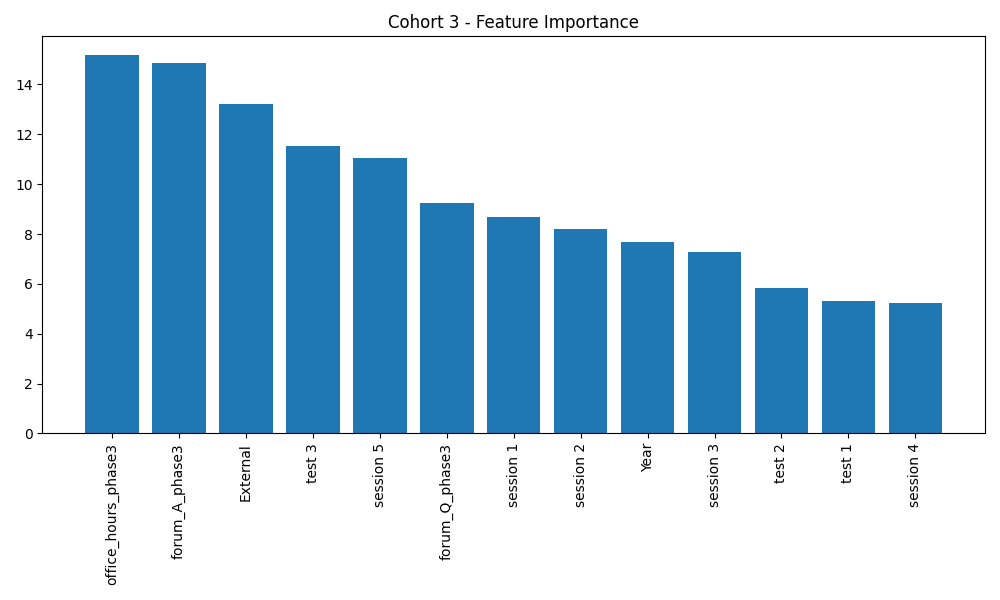 Cohort 3 - Feature Importance
14
12
10
8
6
4
2
0
office_hours_phase3
forum_A_phase3
External
test 3
session 5
forum_Q_phase3
session 1
session 2
Year
session 3
test 2
test 1
session 4